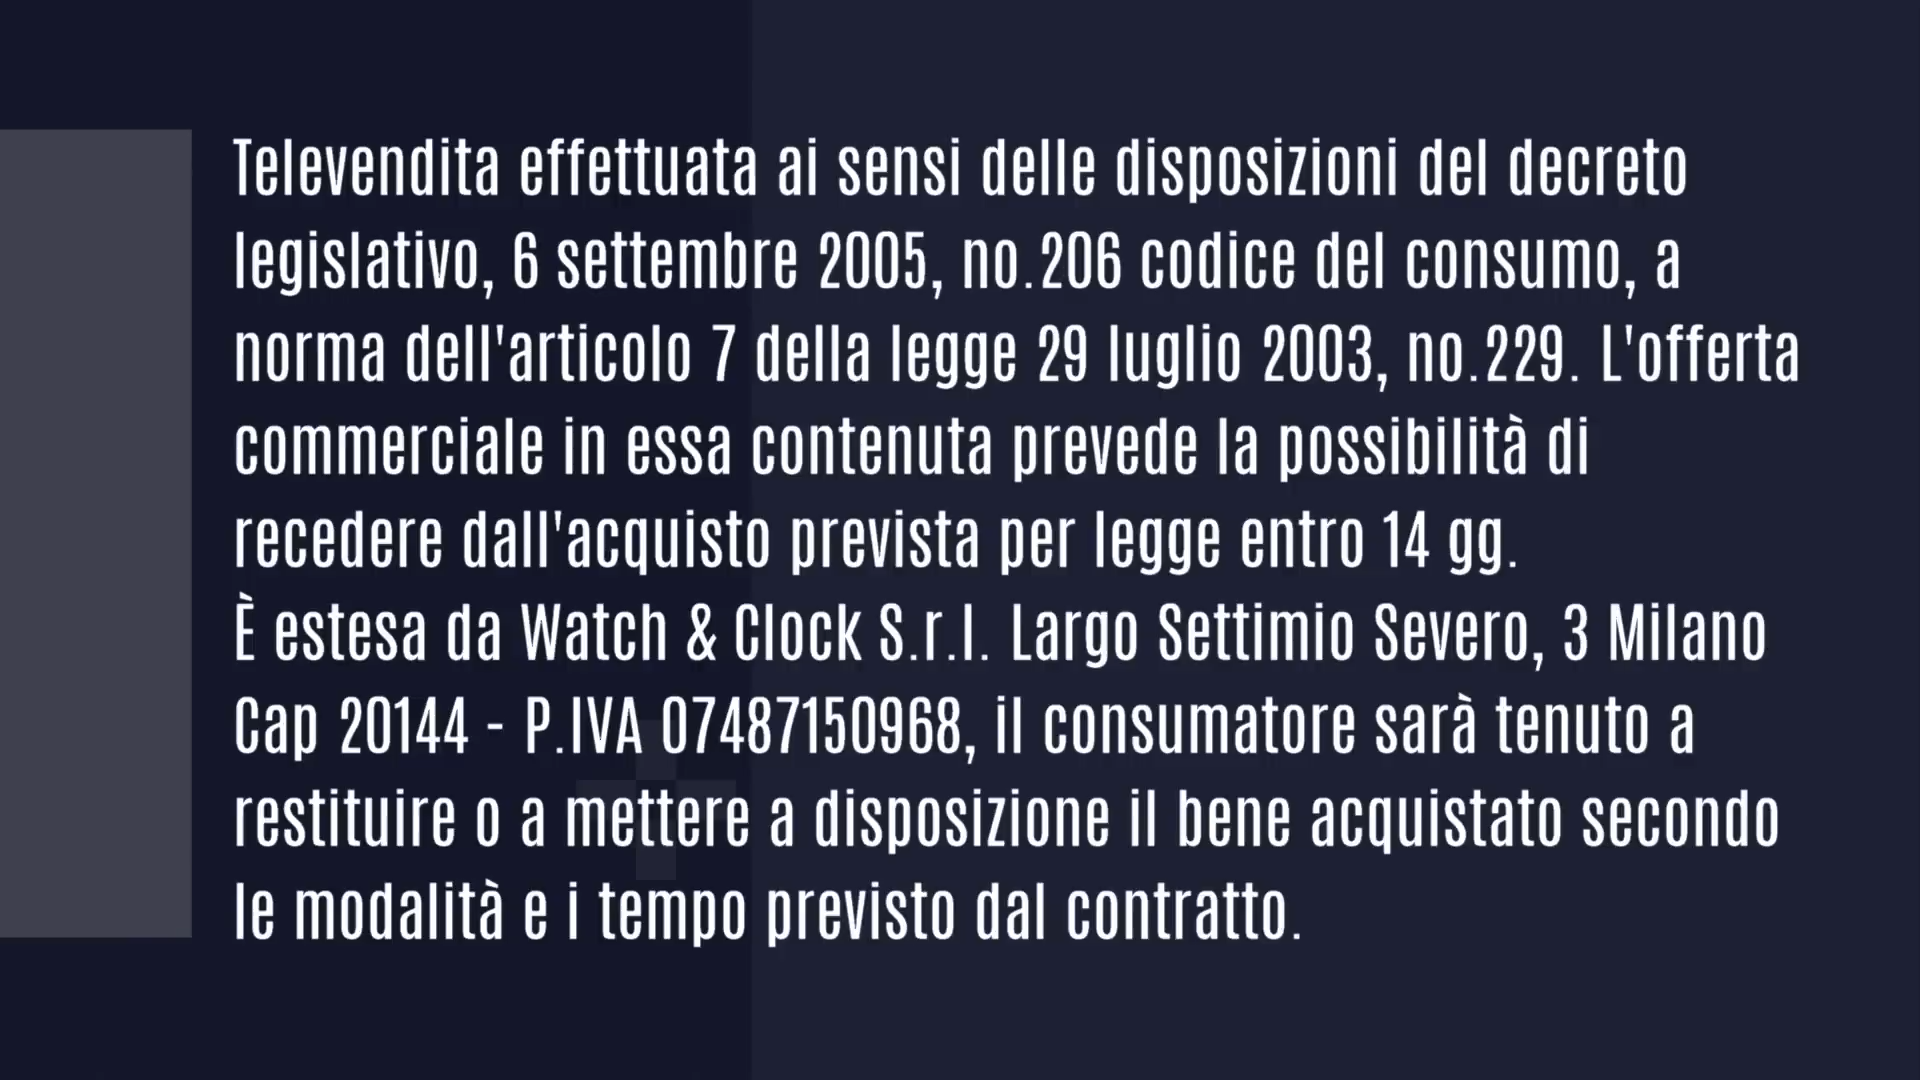 Televendita effettuata ai sensi delle disposizioni del decreto
legislativo, 6 settembre 2005, no.206 codice del consumo, a
norma dell'articolo 7 della legge 29 luglio 2003, no.229. L'offerta
commerciale in essa contenuta prevede la possibilità di
recedere dall'acquisto prevista per legge entro 14 gg.
È estesa da Watch & Clock S.r.l. Largo Settimio Severo, 3 Milano
Cap 20144 - P.IVA 07487150968, il consumatore sarà tenuto a
restituire o a mettere a disposizione il bene acquistato secondo
le modalità e i tempo previsto dal contratto.